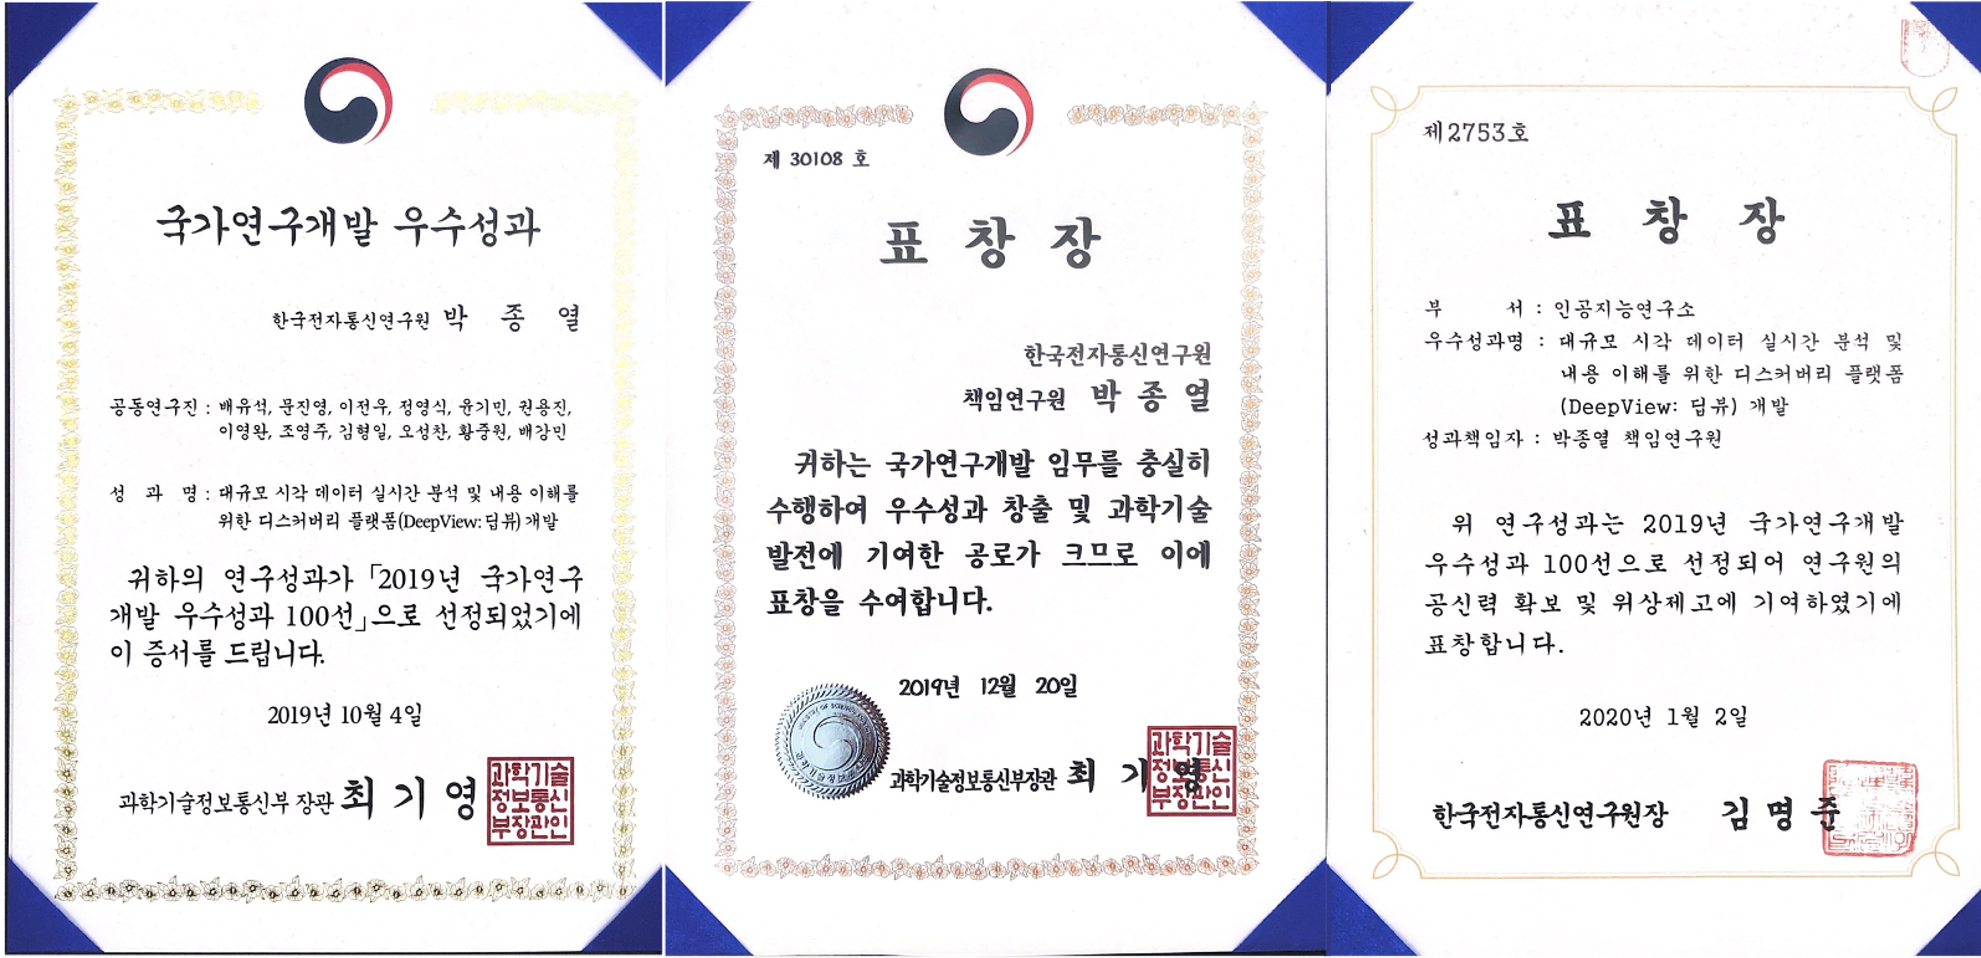 국가연구개발 우수성과
한국전자통신연구원 박 종 열
공동연구진 : 배유석, 문진영, 이전우, 정영식, 윤기민, 원용진,
이영완, 조영주, 김형일, 오성찬, 황중원, 배강민
성 과 명 : 대규모 시각 데이터 실시간 분석 및 내용 이해를
위한 디스커버리 플랫폼(DeepView: 딥뷰) 개발
귀하의 연구성과가 「2019년 국가연구
개발 우수성과 100선」으로 선정되었기에
이 증서를 드립니다.
2019년 10월 4일
과학기술정보통신부 장관 최 기 영
과학기술
정보통신
부장관인
제 30108 호
표 창 장
한국전자통신연구원
책임연구원 박 종 열
귀하는 국가연구개발 임무를 충실히
수행하여 우수성과 창출 및 과학기술
발전에 기여한 공로가 크므로 이에
표창을 수여합니다.
2019년 12월 20일
과학기술정보통신부장관 최 기 영
과학기술
정보통신
부장관인
제2753호
표 창 장
부 서 : 인공지능연구소
우수성과명 : 대규모 시각 데이터 실시간 분석 및
내용 이해를 위한 디스커버리 플랫폼
(DeepView: 딥뷰) 개발
성과책임자 : 박종열 책임연구원
위 연구성과는 2019년 국가연구개발
우수성과 100선으로 선정되어 연구원의
공신력 확보 및 위상제고에 기여하였기에
표창합니다.
2020년 1월 2일
한국전자통신연구원장 김 명 준